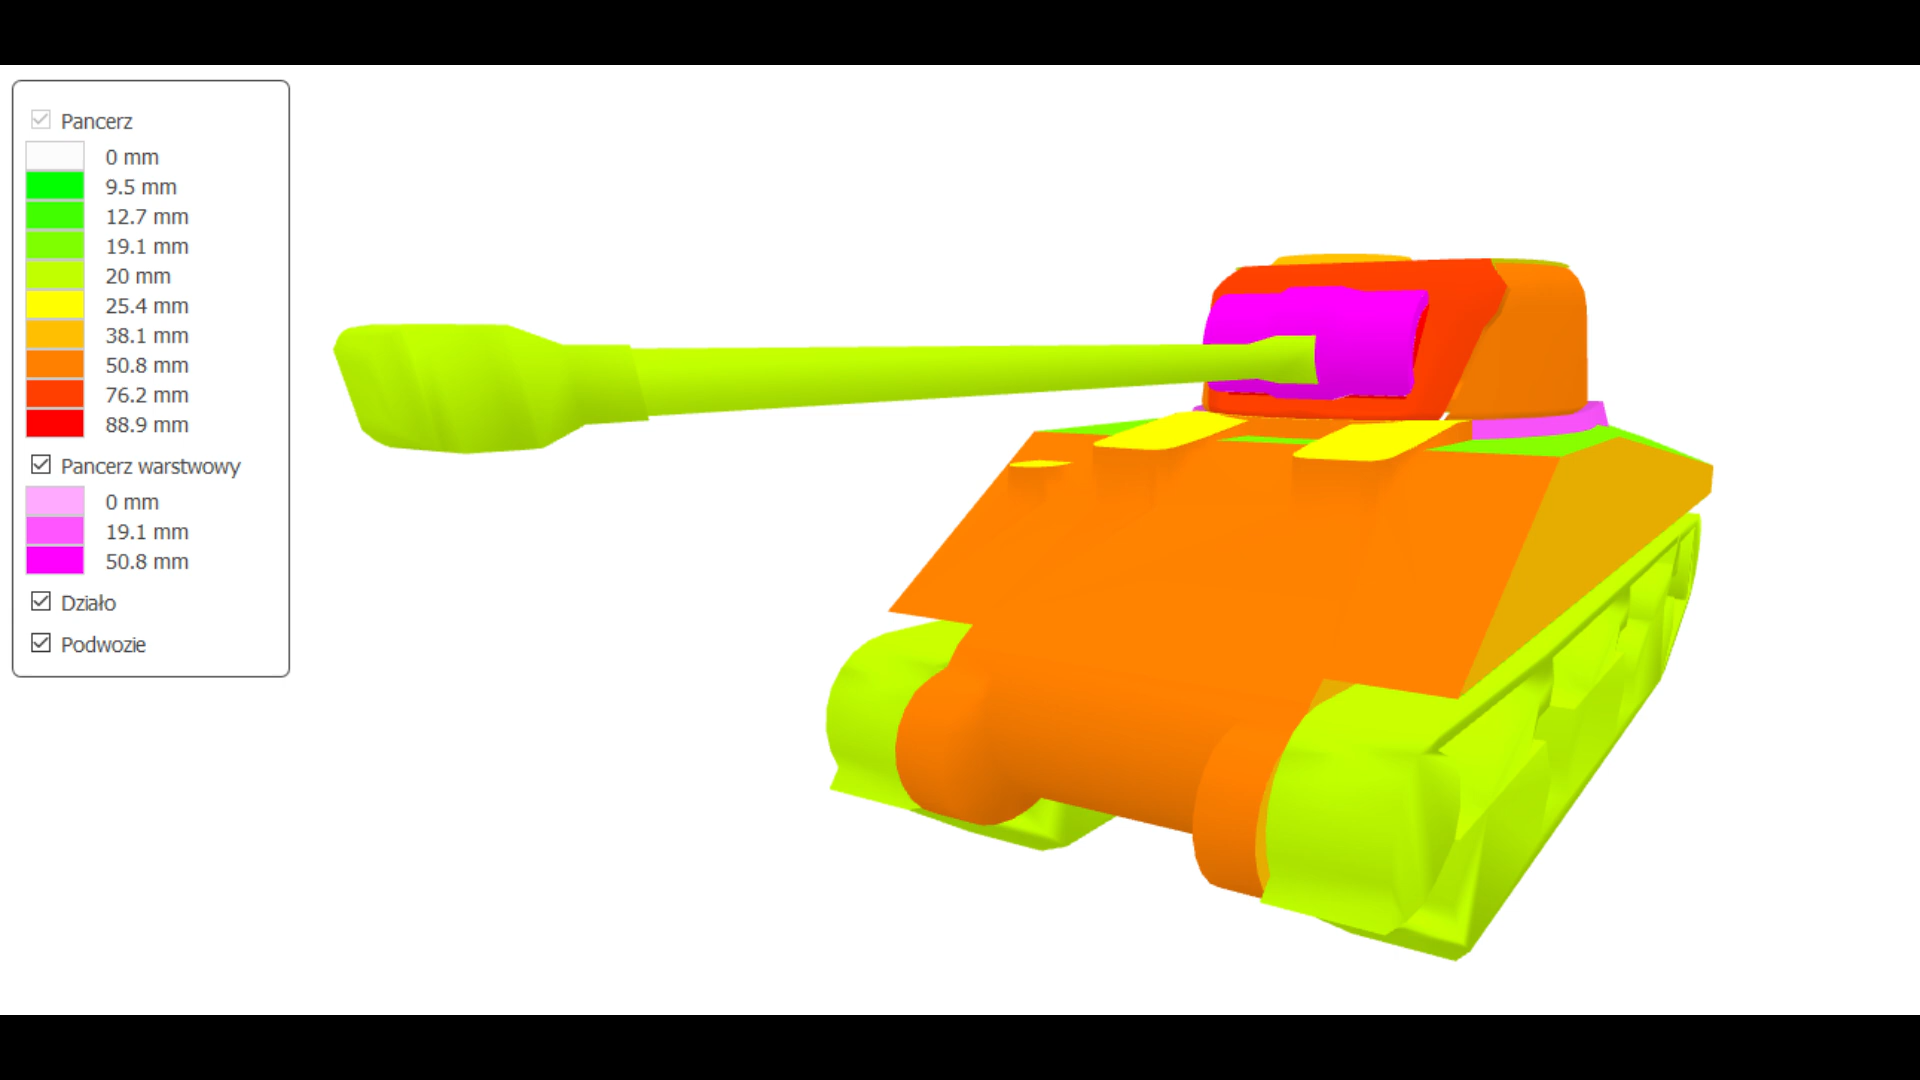 Pancerz
0 mm
9.5 mm
12.7 mm
19.1 mm
20 mm
25.4 mm
38.1 mm
50.8 mm
76.2 mm
88.9 mm
Pancerz warstwowy
0 mm
19.1 mm
50.8 mm
Działo
Podwozie